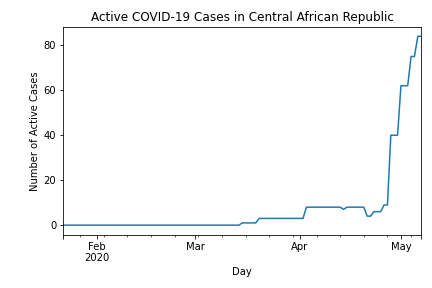 Active COVID-19 Cases in Central African Republic
Number of Active Cases
80
60
40
20
0
Feb
2020
Mar
Apr
May
Day